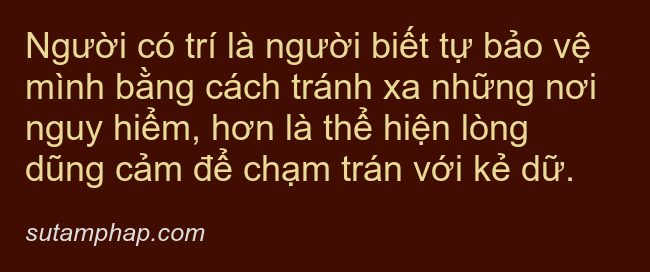 Người có trí là người biết tự bảo vệ
mình bằng cách tránh xa những nơi
nguy hiểm, hơn là thể hiện lòng
dũng cảm để chạm trán với kẻ dữ.
sutamphap.com